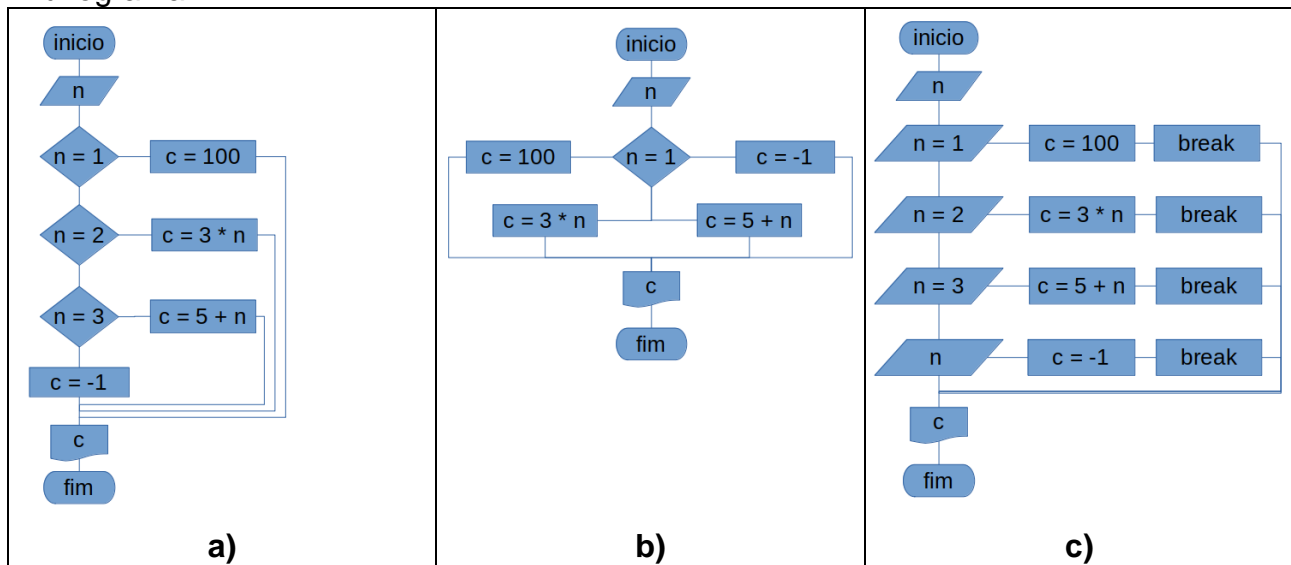 inicio
n
n = 1
c = 100
n = 2
c = 3 * n
n = 3
c = 5 + n
c = -1
c
fim
a)
inicio
n
c = 100
n = 1
c = -1
c = 3 * n
c = 5 + n
c
fim
b)
inicio
n
n = 1
c = 100
break
n = 2
c = 3 * n
break
n = 3
c = 5 + n
break
n
c = -1
break
c
fim
c)